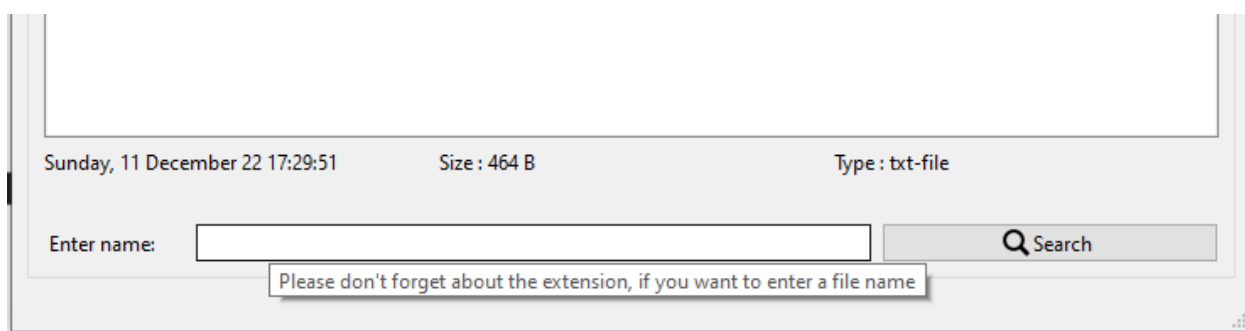 Sunday, 11 December 22 17:29:51 Size : 464 B Type : txt-file
Enter name: Search
Please don't forget about the extension, if you want to enter a file name